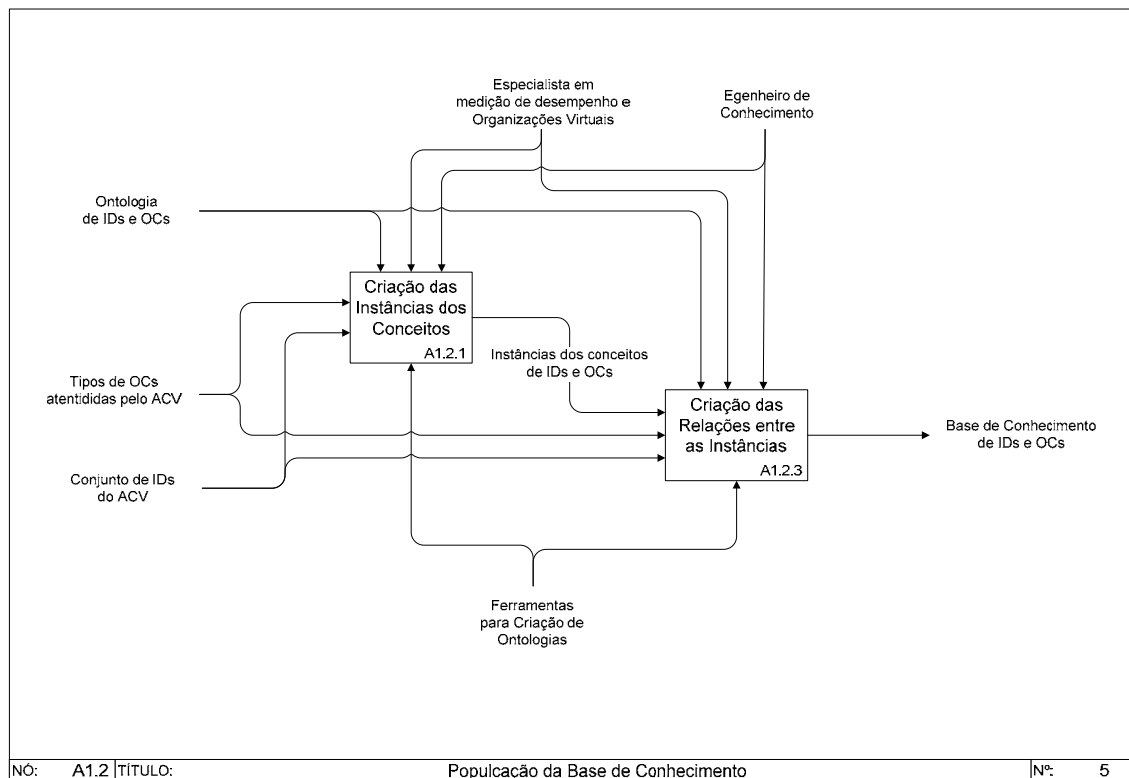 Especialista em
medição de desempenho e
Organizações Virtuais
Egenheiro de
Conhecimento
Ontologia
de IDs e OCs
Criação das
Instâncias dos
Conceitos
A1.2.1
Instâncias dos conceitos
de IDs e OCs
Tipos de OCs
atentididas pelo ACV
Criação das
Relações entre
as Instâncias
A1.2.3
Base de Conhecimento
de IDs e OCs
Conjunto de IDs
do ACV
Ferramentas
para Criação de
Ontologias
NÓ: A1.2 TÍTULO: Populcação da Base de Conhecimento Nº: 5